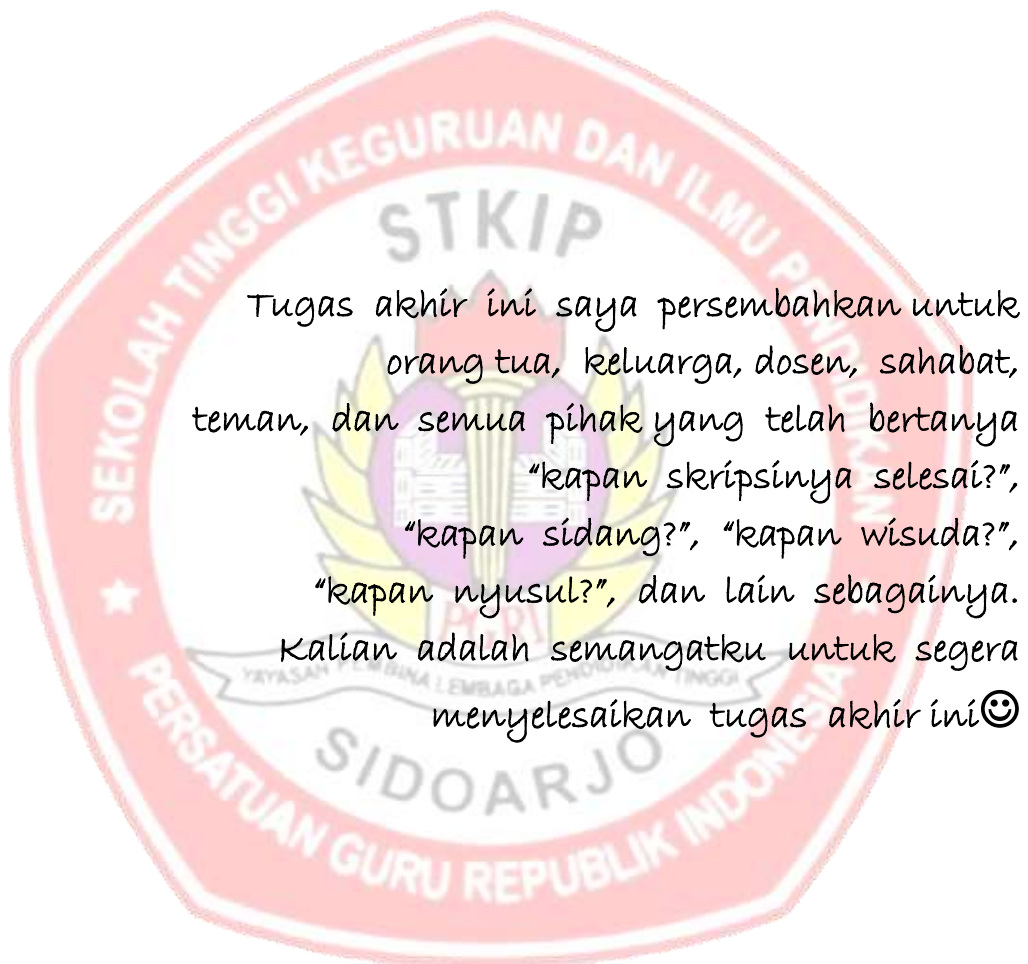 SEKOLAH TINGGI KEGURUAN DAN ILMU PENDIDIKAN
STKIP
Tugas akhir ini saya persembahkan untuk
orang tua, keluarga, dosen, sahabat,
teman, dan semua pihak yang telah bertanya
“kapan skripsinya selesai?”,
“kapan sidang?”, “kapan wisuda?”,
“kapan nyusul?”, dan lain sebagainya.
PGRI
Kalian adalah semangatku untuk segera
YAYASAN PEMBINA LEMBAGA PENDIDIKAN TINGGI
menyelesaikan tugas akhir ini☺
SIDOARJO
PERSATUAN GURU REPUBLIK INDONESIA